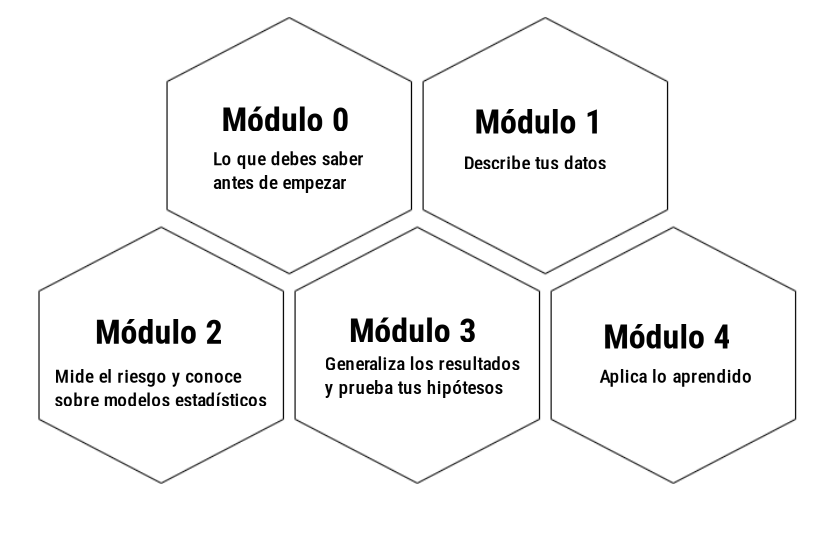 Módulo 0
Lo que debes saber
antes de empezar
Módulo 1
Describe tus datos
Módulo 2
Mide el riesgo y conoce
sobre modelos estadísticos
Módulo 3
Generaliza los resultados
y prueba tus hipótesos
Módulo 4
Aplica lo aprendido